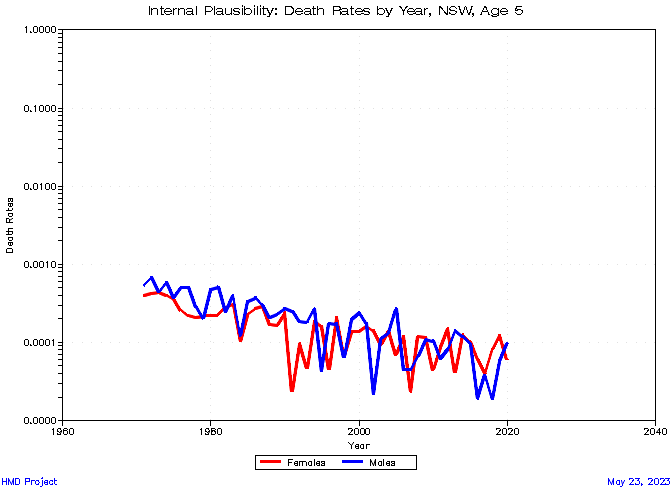 Internal Plausibility: Death Rates by Year, NSW, Age 5
1.0000
0.1000
0.0100
0.0010
0.0001
0.0000
Death Rates
1960 1980 2000 2020 2040
Year
Females Males
HMD Project
May 23, 2023